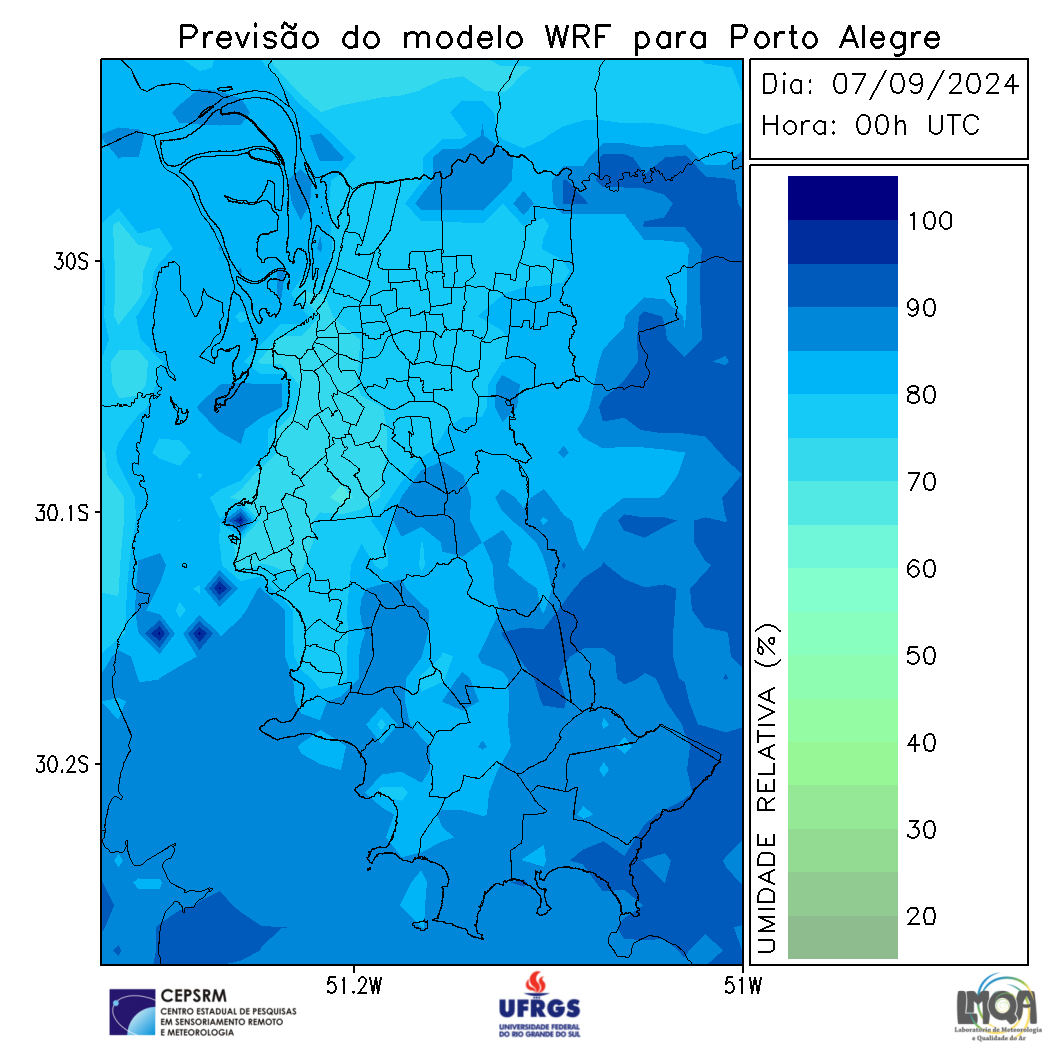 Previsão do modelo WRF para Porto Alegre
Dia: 07/09/2024
Hora: 00h UTC
100
90
80
70
60
50
40
30
20
UMIDADE RELATIVA (%)
30S
30.1S
30.2S
51.2W
51W
CEPSRM
CENTRO ESTADUAL DE PESQUISAS
EM SENSORIAMENTO REMOTO
E METEOROLOGIA
UFRGS
UNIVERSIDADE FEDERAL
DO RIO GRANDE DO SUL
LMQA
Laboratório de Meteorologia
e Qualidade do Ar